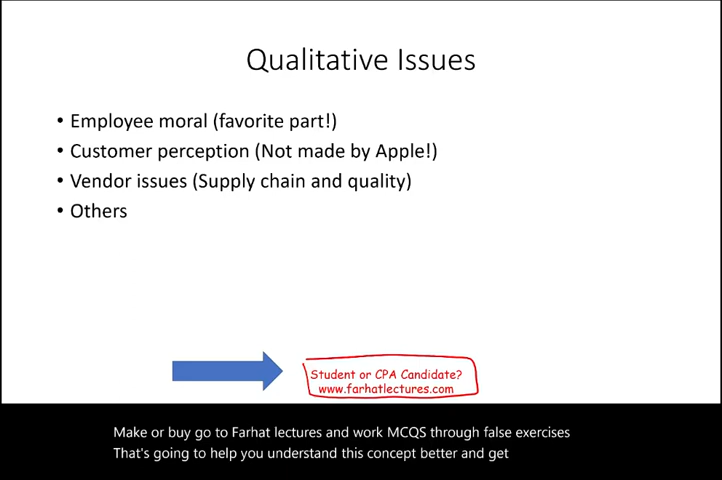 Qualitative Issues
• Employee moral (favorite part!)
• Customer perception (Not made by Apple!)
• Vendor issues (Supply chain and quality)
• Others
Student or CPA Candidate?
www.farhatlectures.com
Make or buy go to Farhat lectures and work MCQS through false exercises
That's going to help you understand this concept better and get